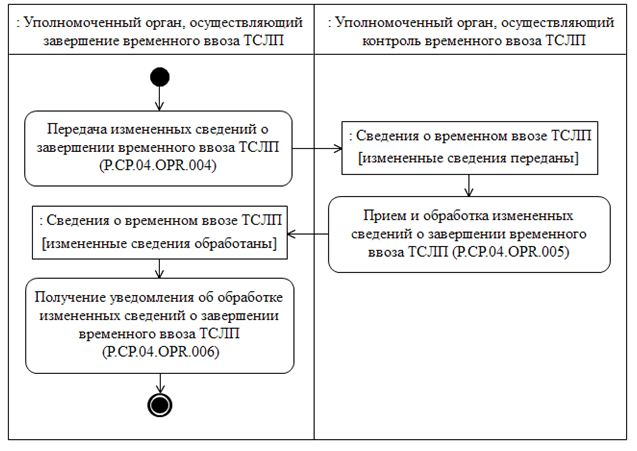 : Уполномоченный орган, осуществляющий
завершение временного ввоза ТСЛП
: Уполномоченный орган, осуществляющий
контроль временного ввоза ТСЛП
Передача измененных сведений о
завершении временного ввоза ТСЛП
(P.CP.04.OPR.004)
: Сведения о временном ввозе ТСЛП
[измененные сведения переданы]
Прием и обработка измененных
сведений о завершении временного
ввоза ТСЛП (P.CP.04.OPR.005)
: Сведения о временном ввозе ТСЛП
[измененные сведения обработаны]
Получение уведомления об обработке
измененных сведений о завершении
временного ввоза ТСЛП
(P.CP.04.OPR.006)